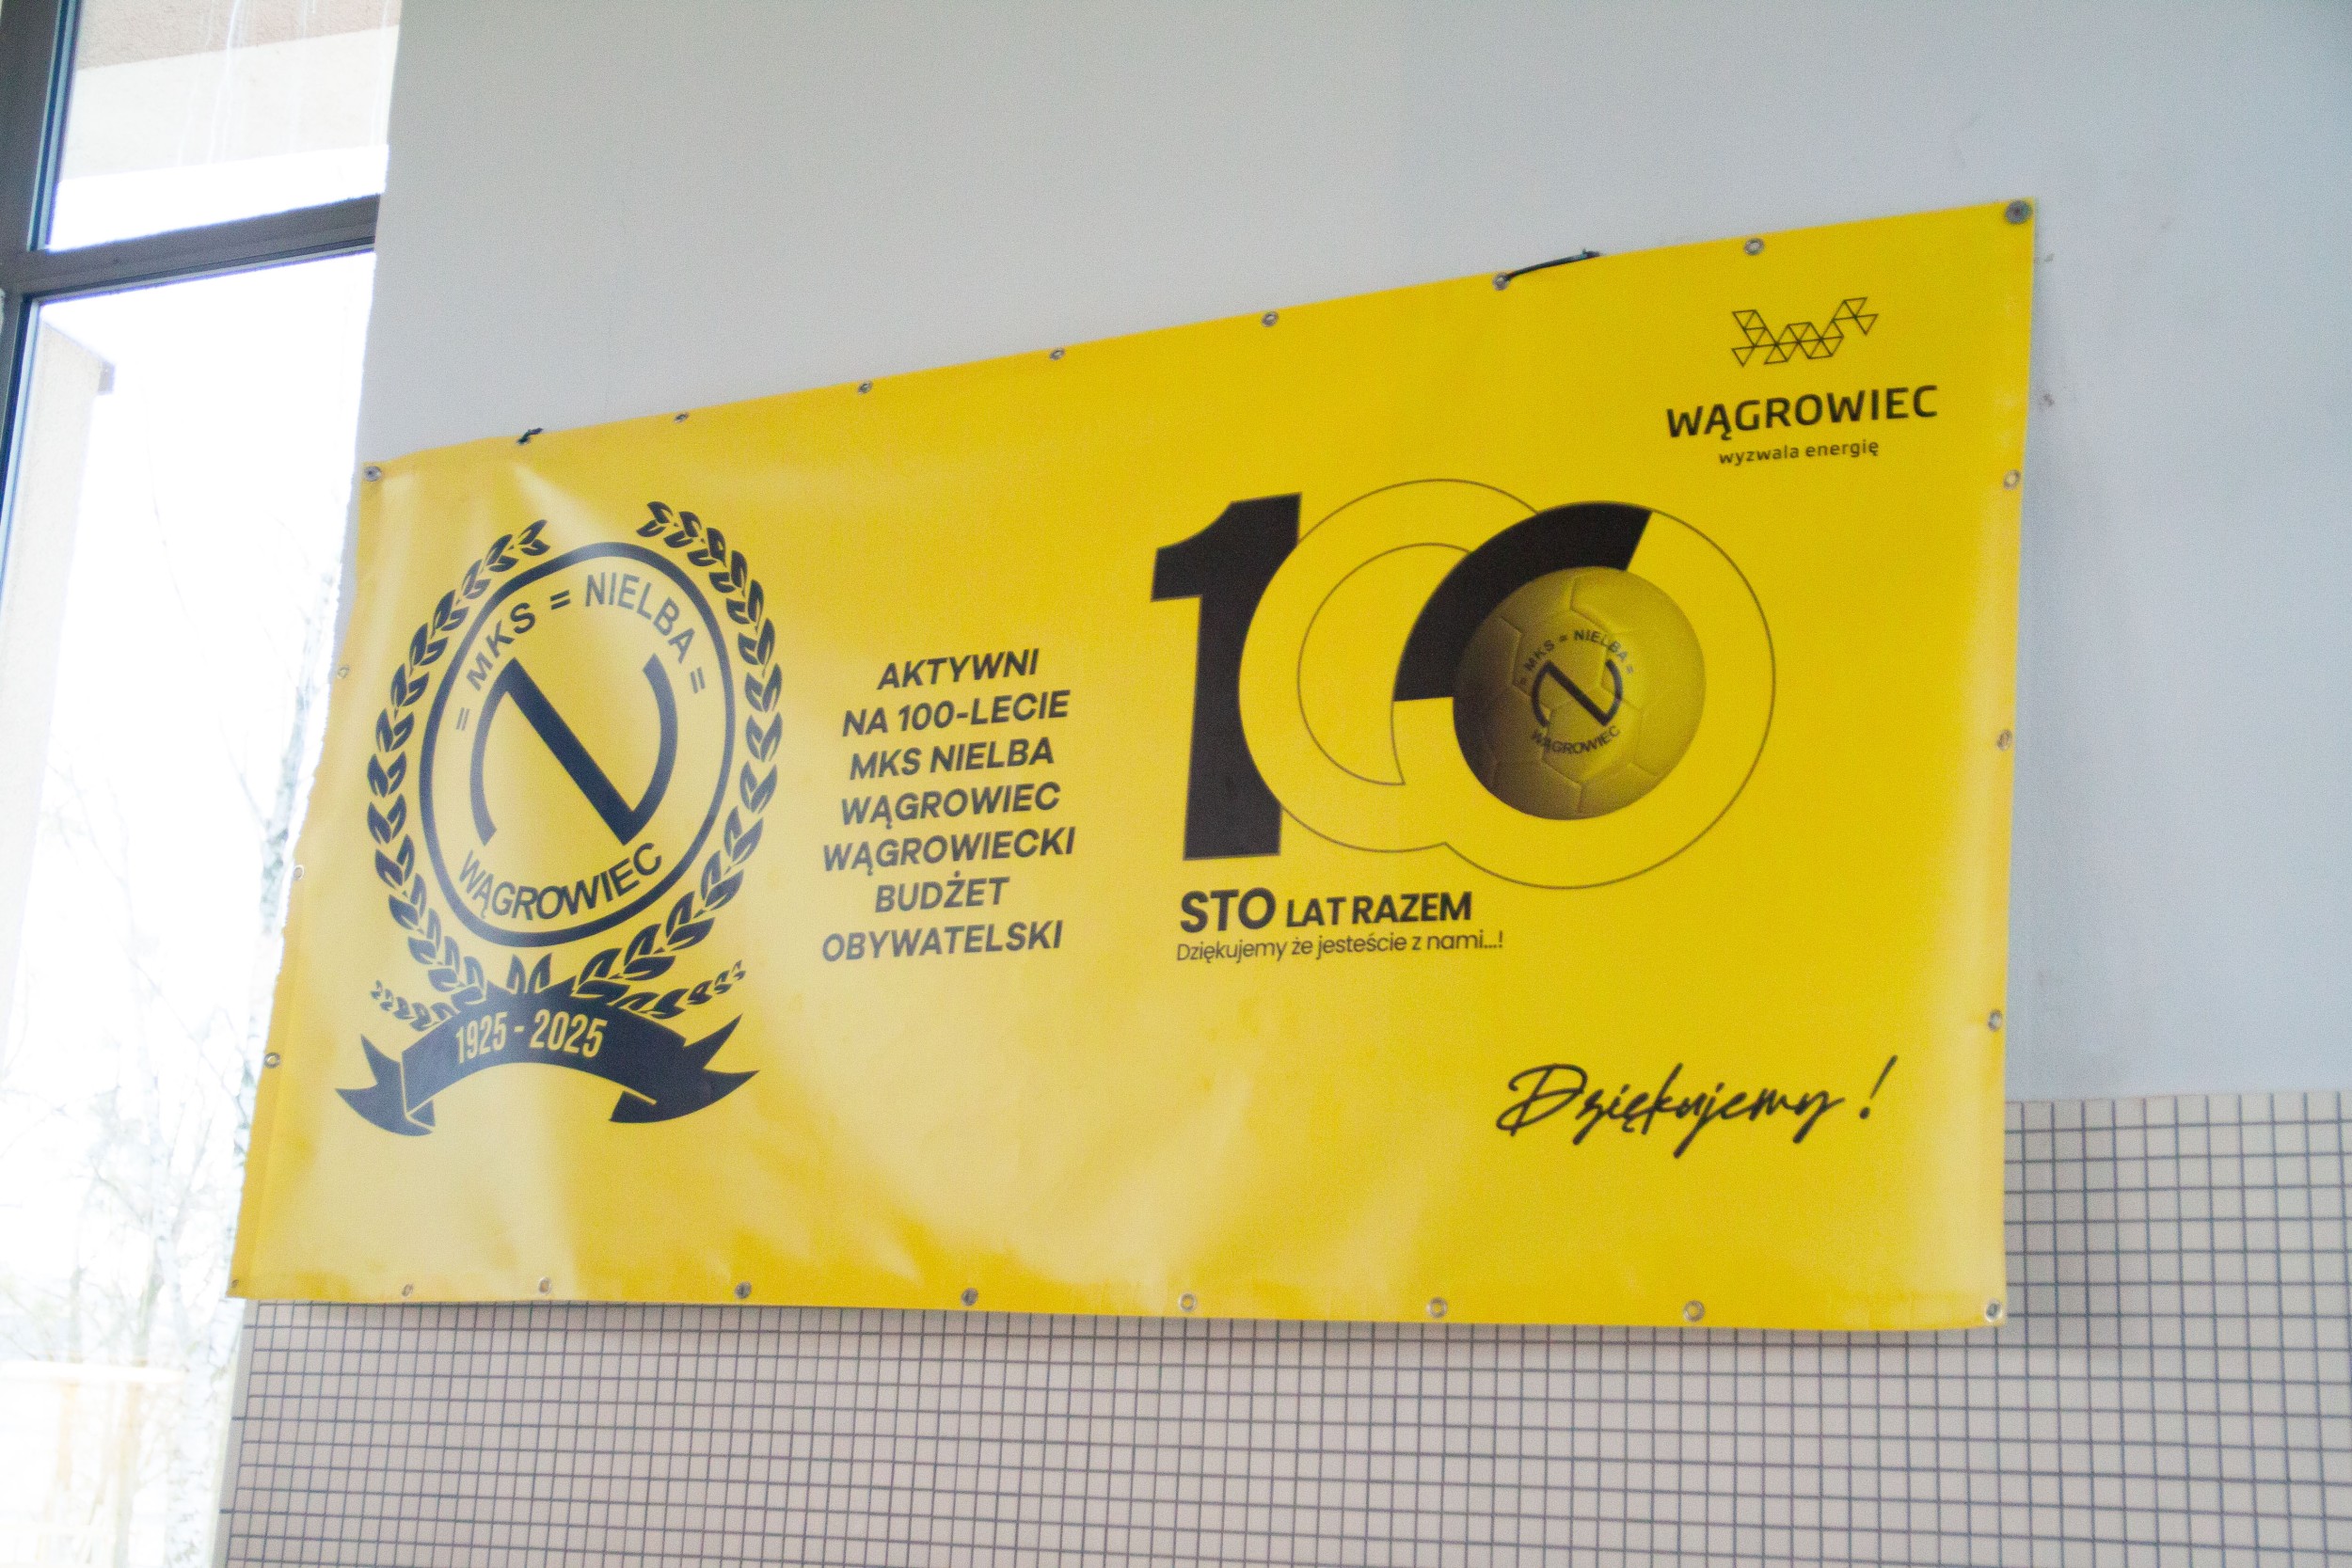 = MKS = NIELBA =
N
WĄGROWIEC
1925 - 2025
AKTYWNI
NA 100-LECIE
MKS NIELBA
WĄGROWIEC
WĄGROWIECKI
BUDŻET
OBYWATELSKI
100
= MKS = NIELBA =
N
WĄGROWIEC
STO LAT RAZEM
Dziękujemy że jesteście z nami...!
WĄGROWIEC
wyzwala energię
Dziękujemy !